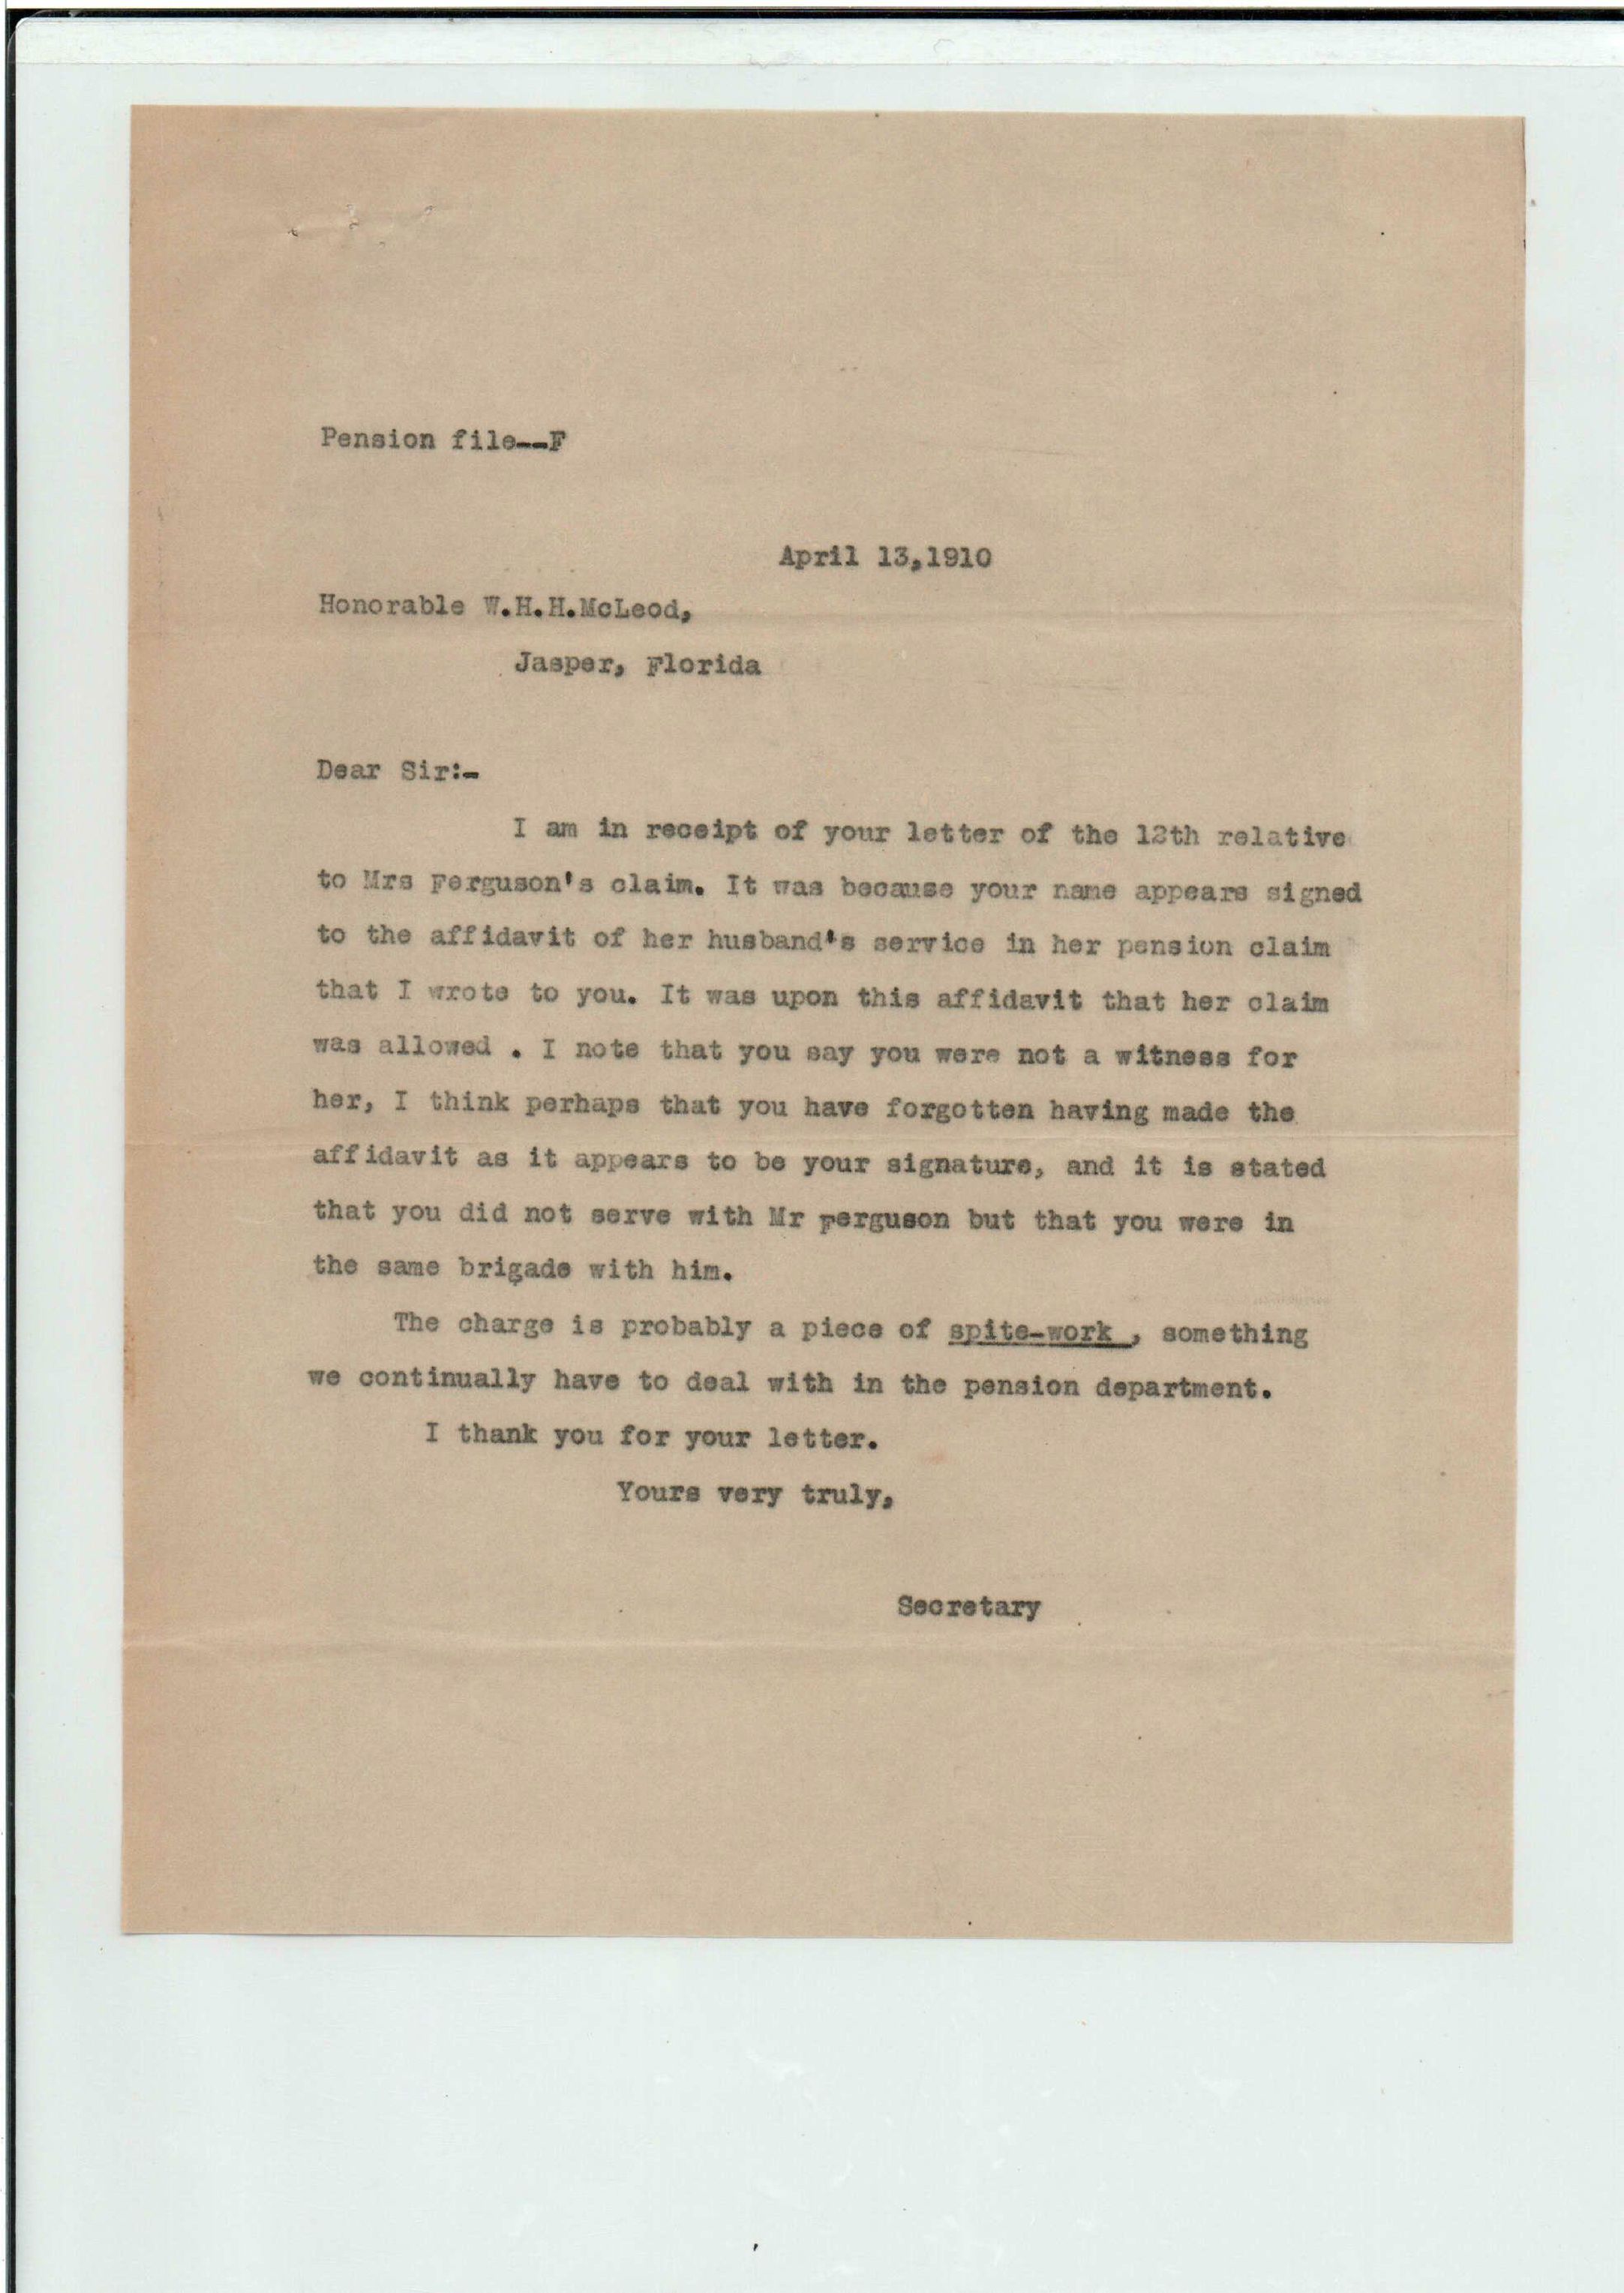 Pension file--F
April 13,1910
Honorable W.H.H.McLeod,
Jasper, Florida
Dear Sir:-
I am in receipt of your letter of the 12th relative
to Mrs Ferguson's claim. It was because your name appears signed
to the affidavit of her husband's service in her pension claim
that I wrote to you. It was upon this affidavit that her claim
was allowed . I note that you say you were not a witness for
her, I think perhaps that you have forgotten having made the
affidavit as it appears to be your signature, and it is stated
that you did not serve with Mr Ferguson but that you were in
the same brigade with him.
The charge is probably a piece of spite-work , something
we continually have to deal with in the pension department.
I thank you for your letter.
Yours very truly,
Secretary